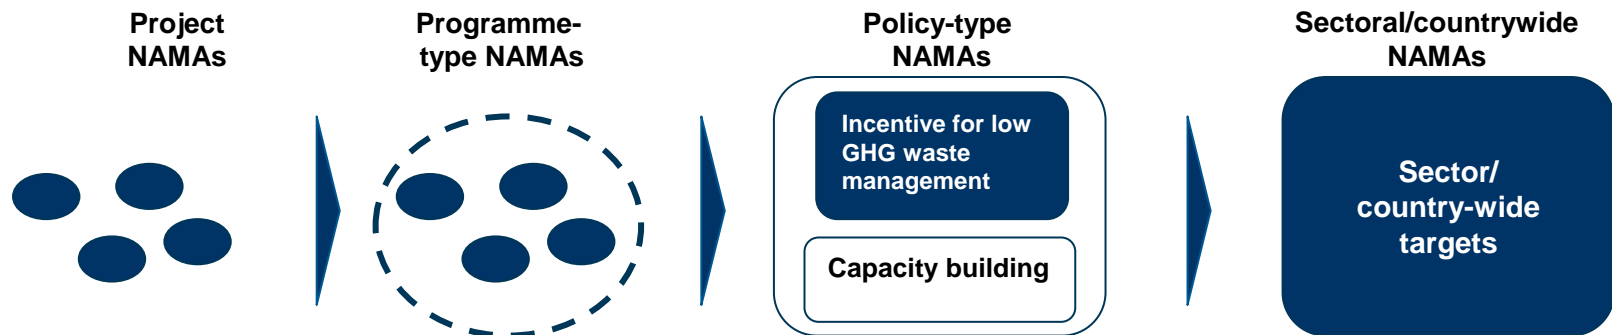 Project
NAMAs
Programme-
type NAMAs
Policy-type
NAMAs
Incentive for low
GHG waste
management
Capacity building
Sectoral/countrywide
NAMAs
Sector/
country-wide
targets